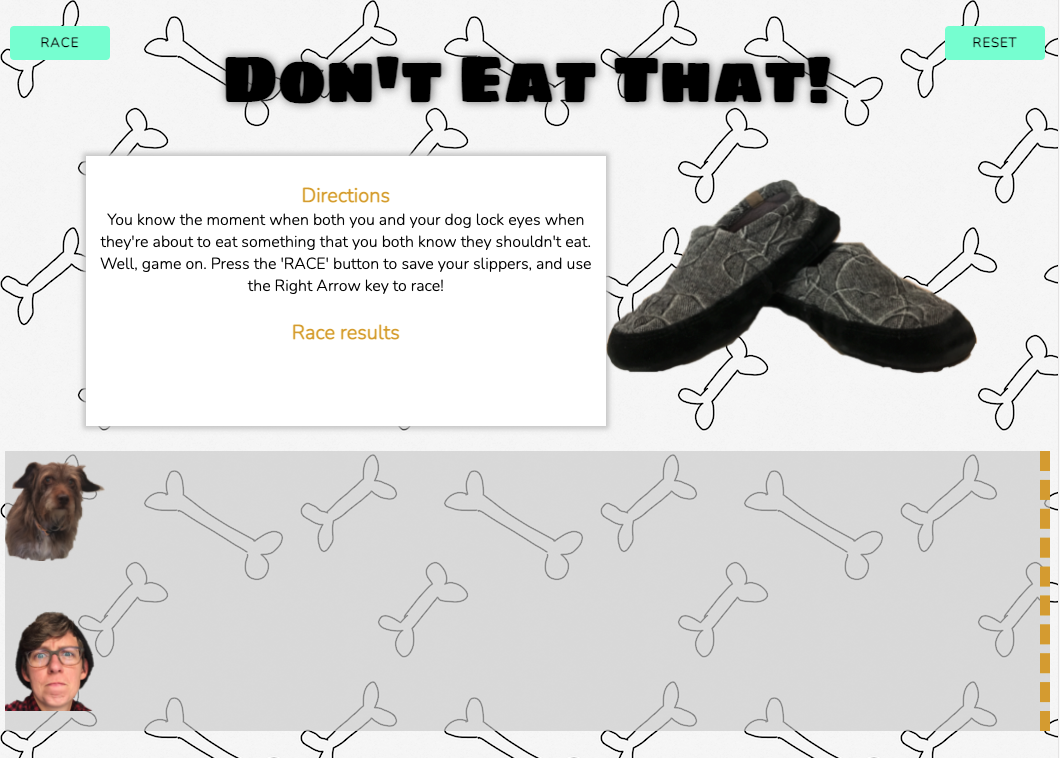 RACE
RESET
Don't Eat That!
Directions
You know the moment when both you and your dog lock eyes when
they're about to eat something that you both know they shouldn't eat.
Well, game on. Press the 'RACE' button to save your slippers, and use
the Right Arrow key to race!
Race results